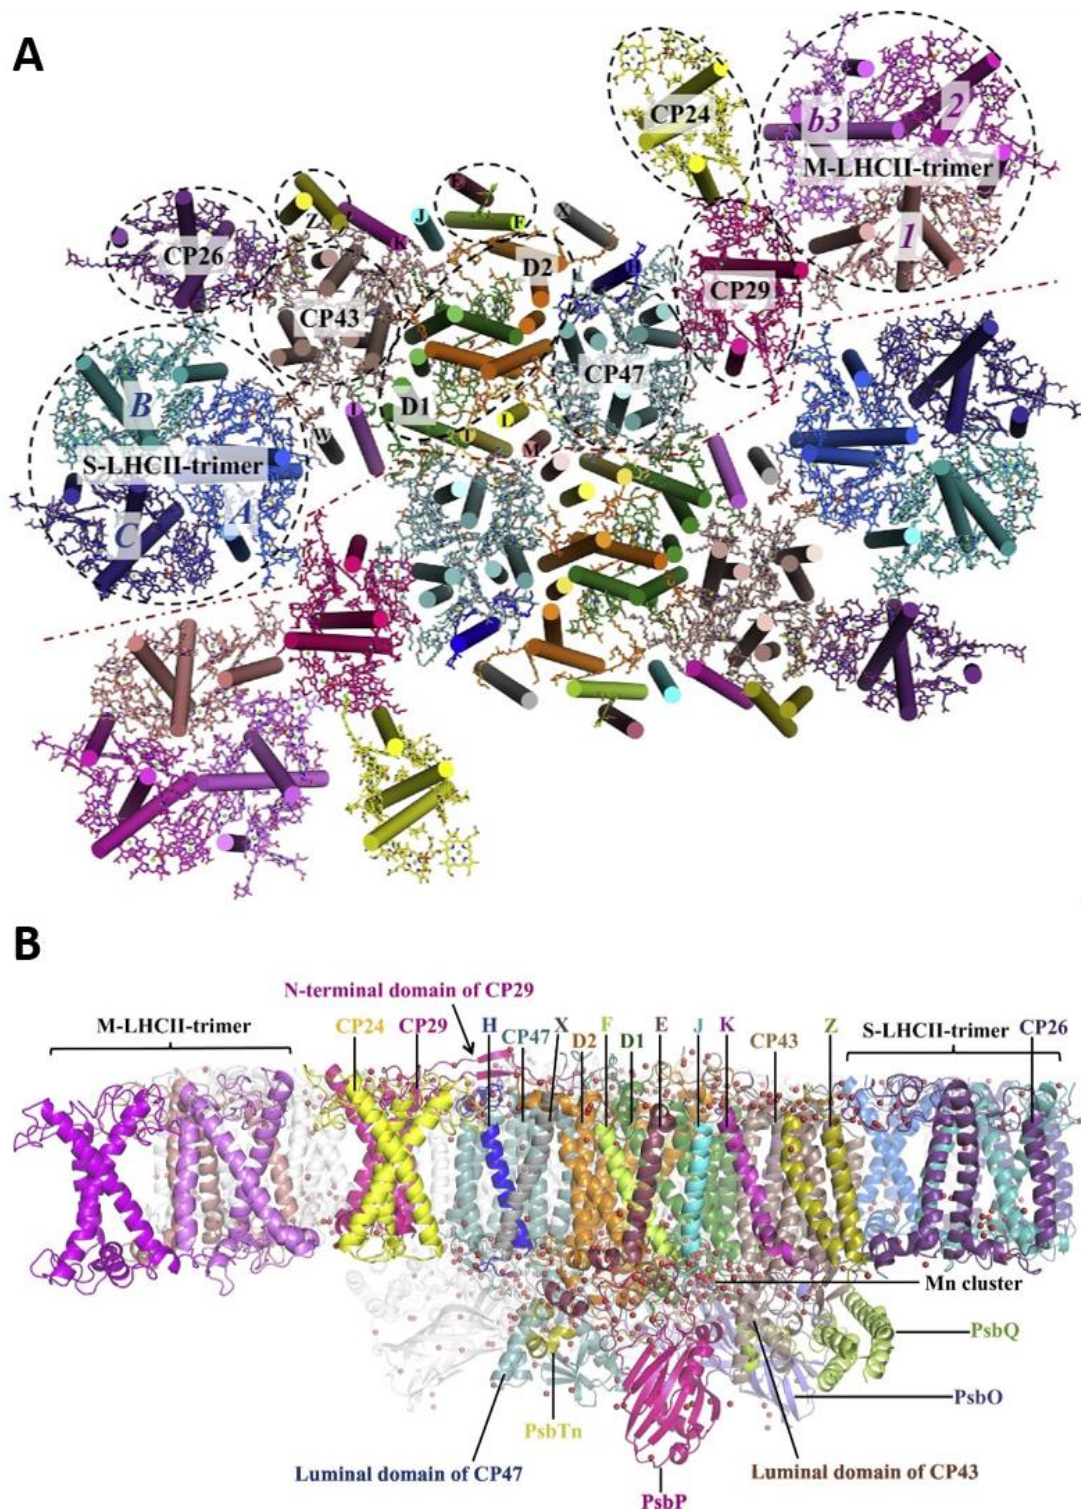 A
CP24
b3
2
M-LHCII-trimer
1
E
Z
K
J
F
X
CP26
D2
H
CP29
CP43
CP47
D1
B
I
L
W
T
M
S-LHCII-trimer
A
C
B
N-terminal domain of CP29
M-LHCII-trimer
CP24
CP29
H
CP47
X
D2
F
D1
E
J
K
CP43
Z
S-LHCII-trimer
CP26
Mn cluster
PsbQ
PsbO
PsbTn
Luminal domain of CP47
Luminal domain of CP43
PsbP